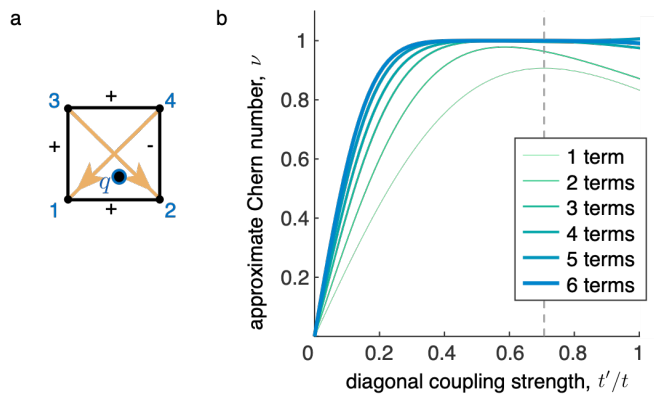 a
b
3
4
+
+
-
q
1
+
2
approximate Chern number, ν
1
0.8
0.6
0.4
0.2
0
0.2
0.4
0.6
0.8
1
diagonal coupling strength, t′/t
1 term
2 terms
3 terms
4 terms
5 terms
6 terms